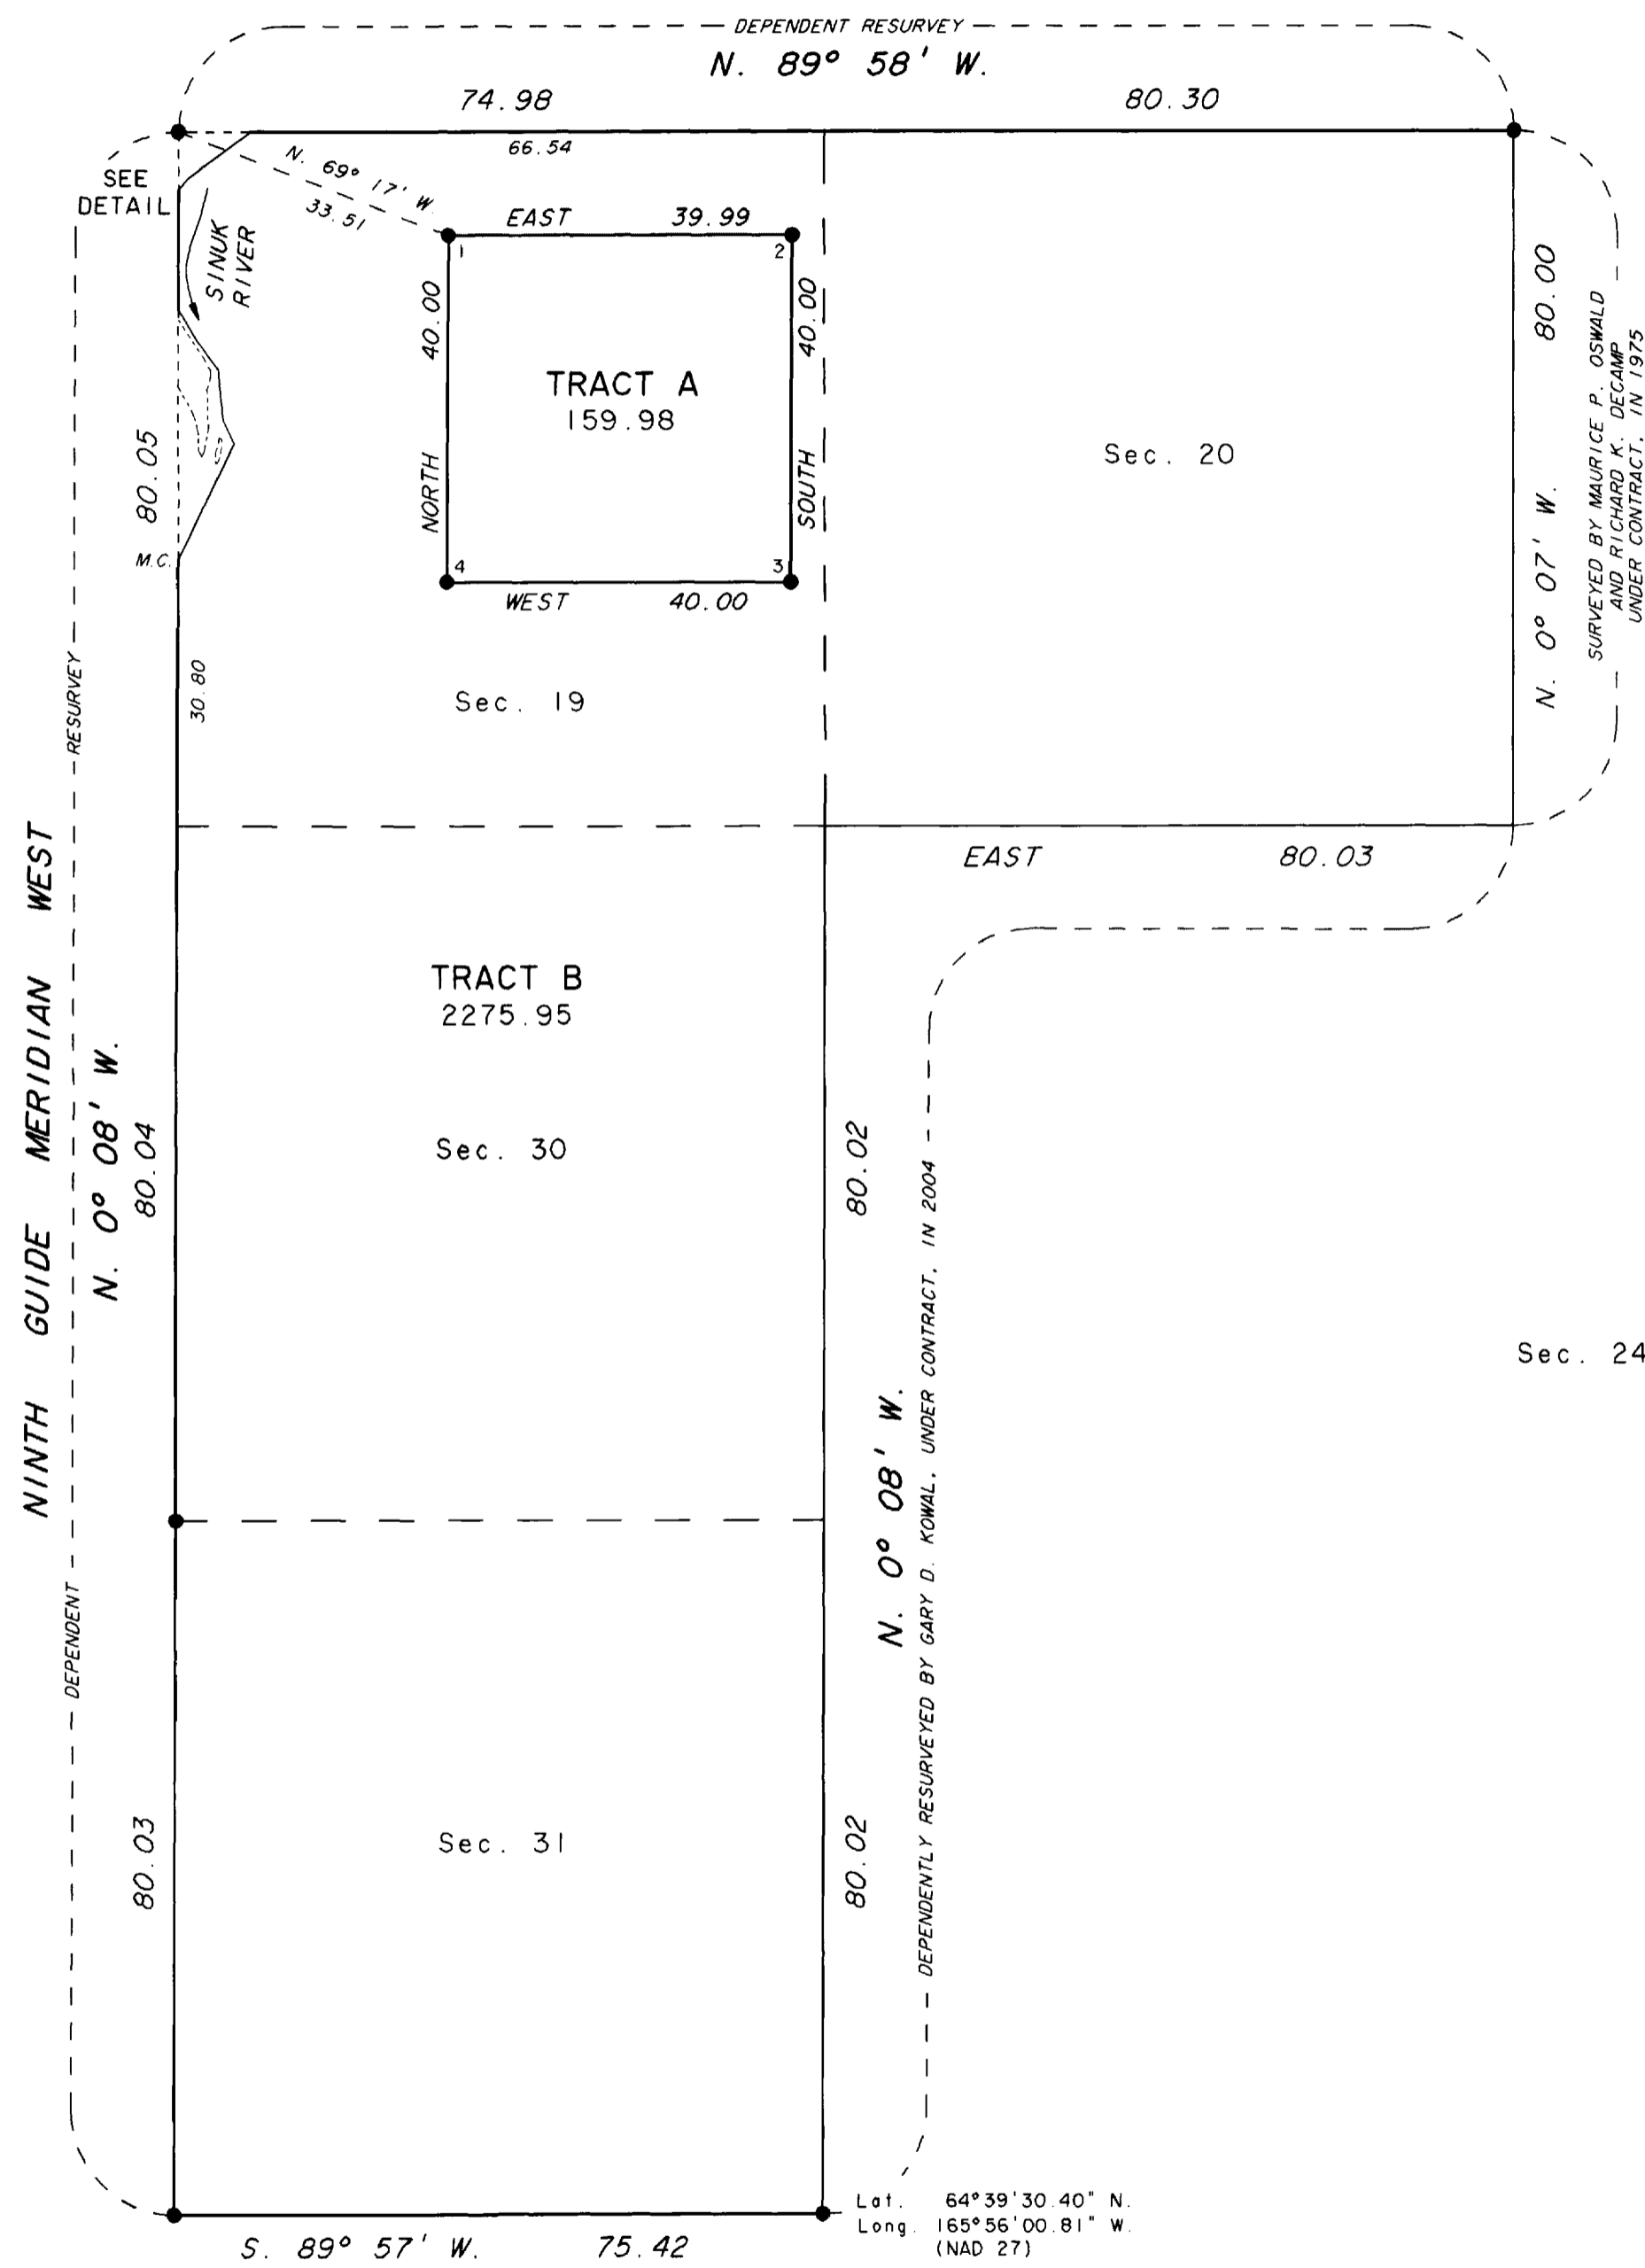 DEPENDENT RESURVEY
N. 89° 58' W.
74.98
80.30
66.54
SEE
DETAIL
N. 69° 17' W.
33.51
SINUK
RIVER
EAST 39.99
1
2
NORTH 40.00
40.00 SOUTH
TRACT A
159.98
4
3
WEST 40.00
80.05
M.C.
30.80
Sec. 19
Sec. 20
N. 0° 07' W. 80.00
SURVEYED BY MAURICE P. OSWALD
AND RICHARD K. DECAMP
UNDER CONTRACT, IN 1975
EAST 80.03
NINTH GUIDE MERIDIAN WEST
DEPENDENT RESURVEY
N. 0° 08' W.
80.04
TRACT B
2275.95
Sec. 30
80.02
N. 0° 08' W.
DEPENDENTLY RESURVEYED BY GARY D. KOWAL, UNDER CONTRACT, IN 2004
Sec. 24
80.03
Sec. 31
80.02
S. 89° 57' W. 75.42
Lat. 64°39'30.40" N.
Long. 165°56'00.81" W.
(NAD 27)